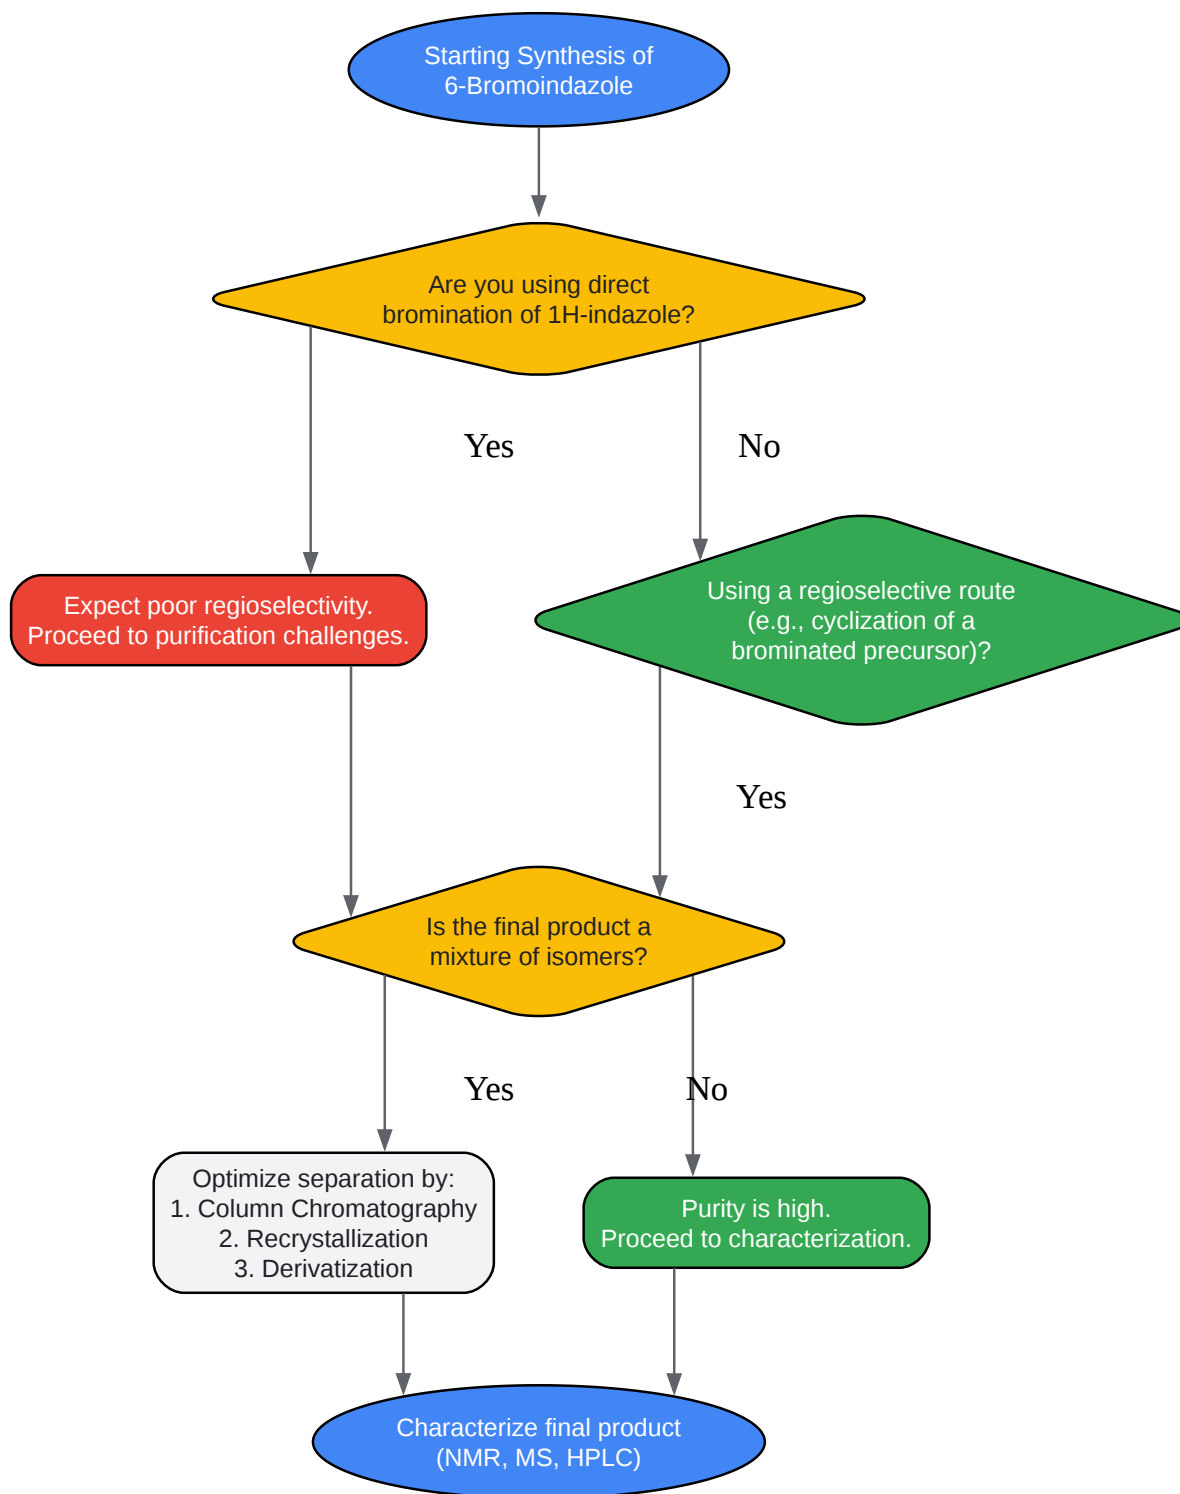 Starting Synthesis of
6-Bromoindazole
Are you using direct
bromination of 1H-indazole?
Yes
No
Expect poor regioselectivity.
Proceed to purification challenges.
Using a regioselective route
(e.g., cyclization of a
brominated precursor)?
Yes
Is the final product a
mixture of isomers?
Yes
No
Optimize separation by:
1. Column Chromatography
2. Recrystallization
3. Derivatization
Purity is high.
Proceed to characterization.
Characterize final product
(NMR, MS, HPLC)